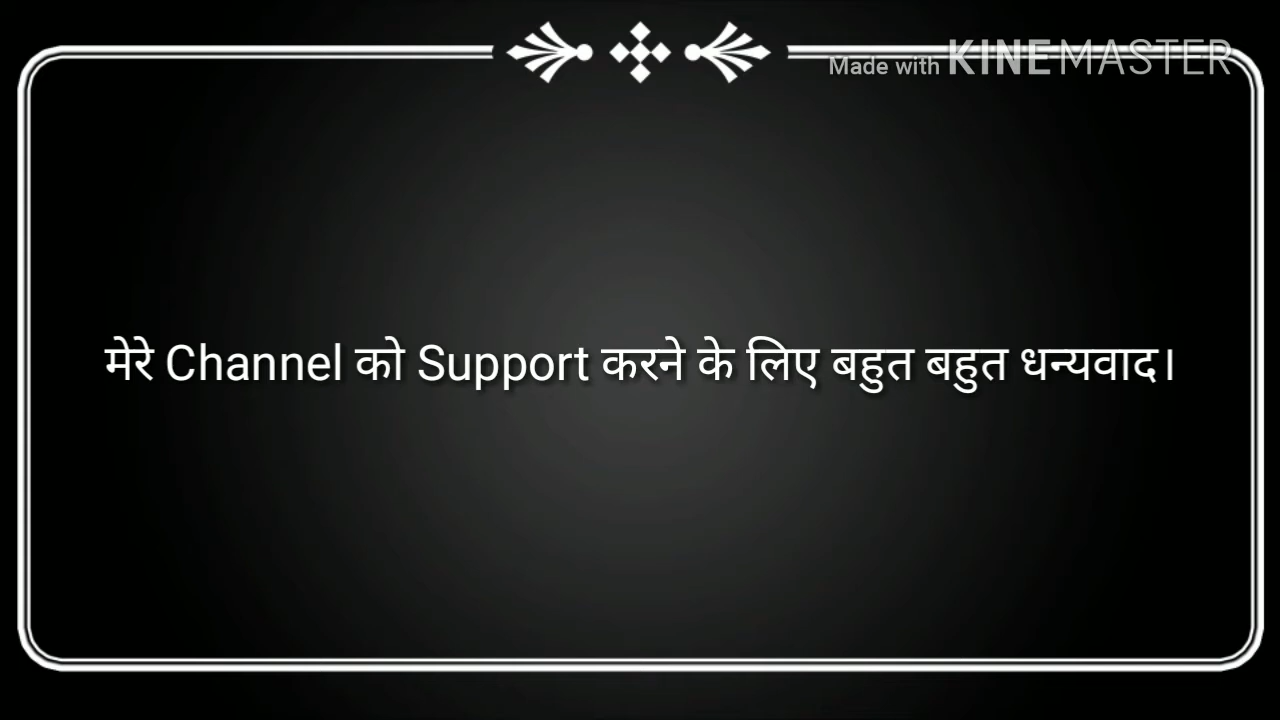 Made with KINEMASTER
मेरे Channel को Support करने के लिए बहुत बहुत धन्यवाद।